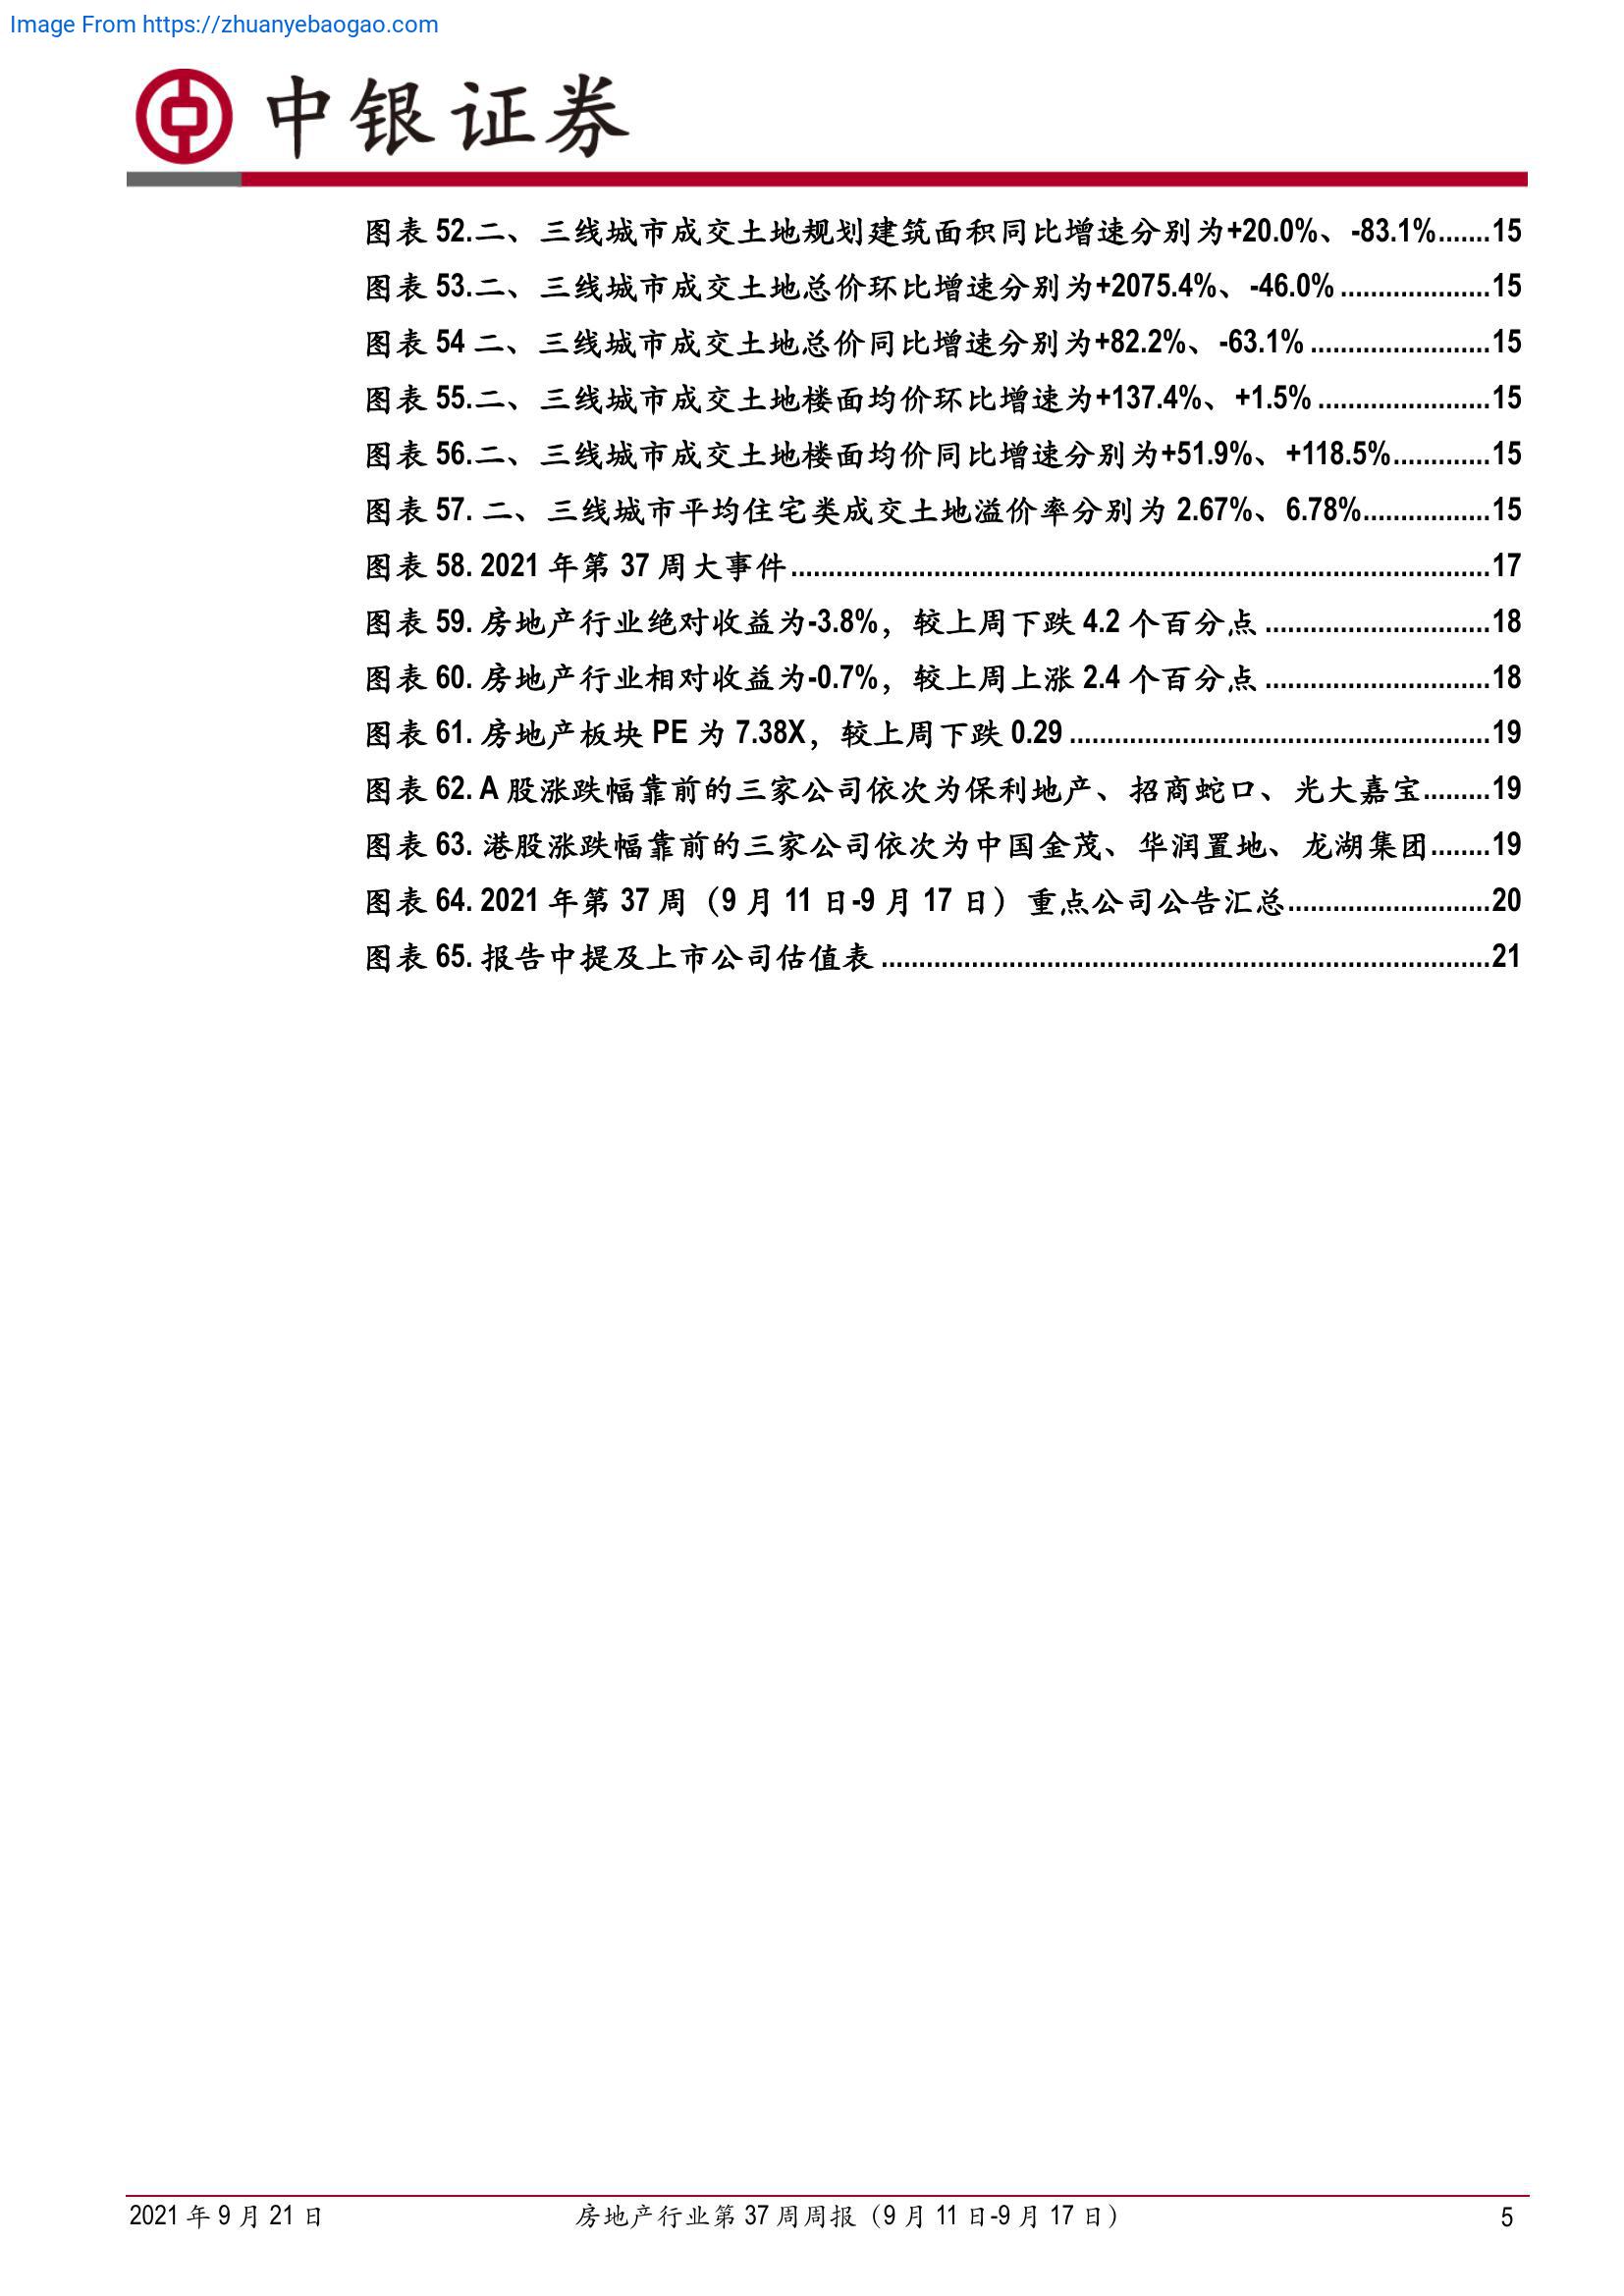 Image From https://zhuanyebaogao.com
中银证券
图表 52.二、三线城市成交土地规划建筑面积同比增速分别为+20.0%、-83.1%.......15
图表 53.二、三线城市成交土地总价环比增速分别为+2075.4%、-46.0% ....................15
图表 54 二、三线城市成交土地总价同比增速分别为+82.2%、-63.1% ........................15
图表 55.二、三线城市成交土地楼面均价环比增速为+137.4%、+1.5% .......................15
图表 56.二、三线城市成交土地楼面均价同比增速分别为+51.9%、+118.5%.............15
图表 57. 二、三线城市平均住宅类成交土地溢价率分别为 2.67%、6.78%.................15
图表 58. 2021 年第 37 周大事件.............................................................................................17
图表 59. 房地产行业绝对收益为-3.8%，较上周下跌 4.2 个百分点 ..............................18
图表 60. 房地产行业相对收益为-0.7%，较上周上涨 2.4 个百分点 ..............................18
图表 61. 房地产板块 PE 为 7.38X，较上周下跌 0.29 ........................................................19
图表 62. A 股涨跌幅靠前的三家公司依次为保利地产、招商蛇口、光大嘉宝.........19
图表 63. 港股涨跌幅靠前的三家公司依次为中国金茂、华润置地、龙湖集团........19
图表 64. 2021 年第 37 周（9 月 11 日-9 月 17 日）重点公司公告汇总...........................20
图表 65. 报告中提及上市公司估值表 .................................................................................21
2021 年 9 月 21 日 房地产行业第 37 周周报（9 月 11 日-9 月 17 日） 5